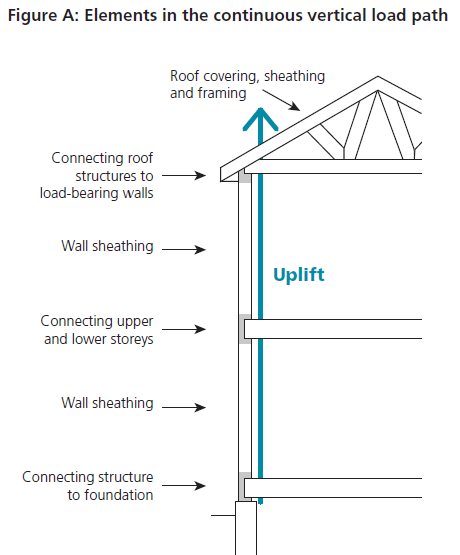 Figure A: Elements in the continuous vertical load path
Roof covering, sheathing
and framing
Connecting roof
structures to
load-bearing walls
Wall sheathing
Uplift
Connecting upper
and lower storeys
Wall sheathing
Connecting structure
to foundation